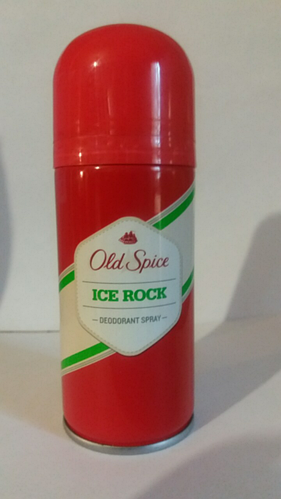 Old Spice
ICE ROCK
— DEODORANT SPRAY —